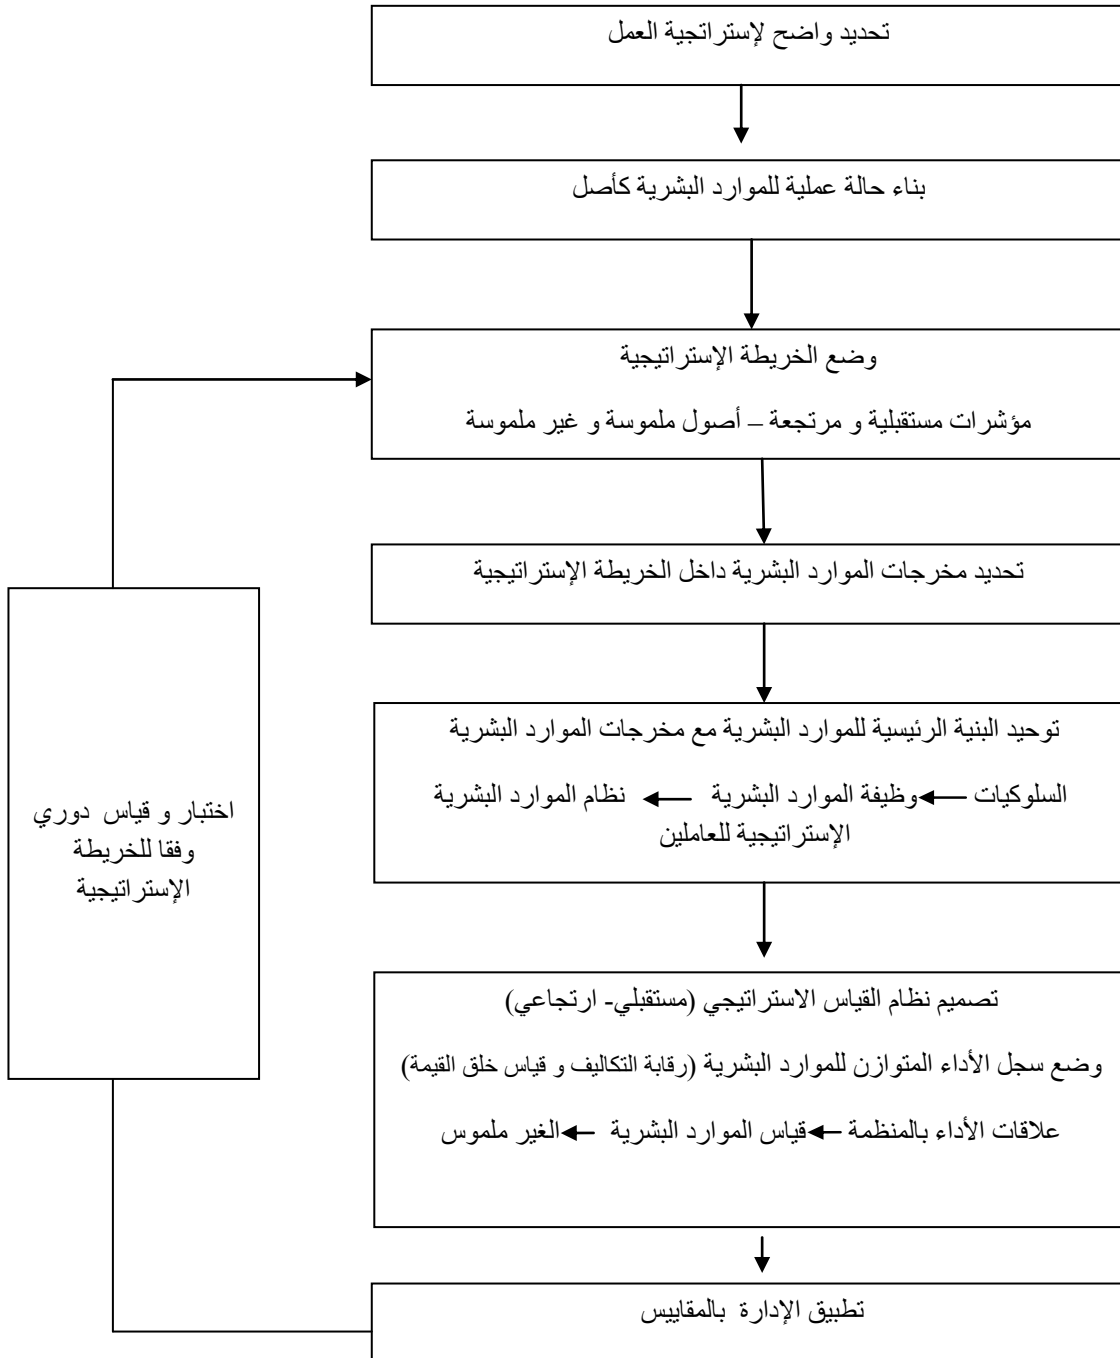 تحديد واضح لإستراتجية العمل
بناء حالة عملية للموارد البشرية كأصل
وضع الخريطة الإستراتيجية
مؤشرات مستقبلية و مرتجعة – أصول ملموسة و غير ملموسة
تحديد مخرجات الموارد البشرية داخل الخريطة الإستراتيجية
توحيد البنية الرئيسية للموارد البشرية مع مخرجات الموارد البشرية
السلوكيات ←وظيفة الموارد البشرية ← نظام الموارد البشرية
الإستراتيجية للعاملين
تصميم نظام القياس الاستراتيجي (مستقبلي- ارتجاعي)
وضع سجل الأداء المتوازن للموارد البشرية (رقابة التكاليف و قياس خلق القيمة)
علاقات الأداء بالمنظمة ←قياس الموارد البشرية ←الغير ملموس
تطبيق الإدارة بالمقاييس
اختبار و قياس دوري
وفقا للخريطة
الإستراتيجية